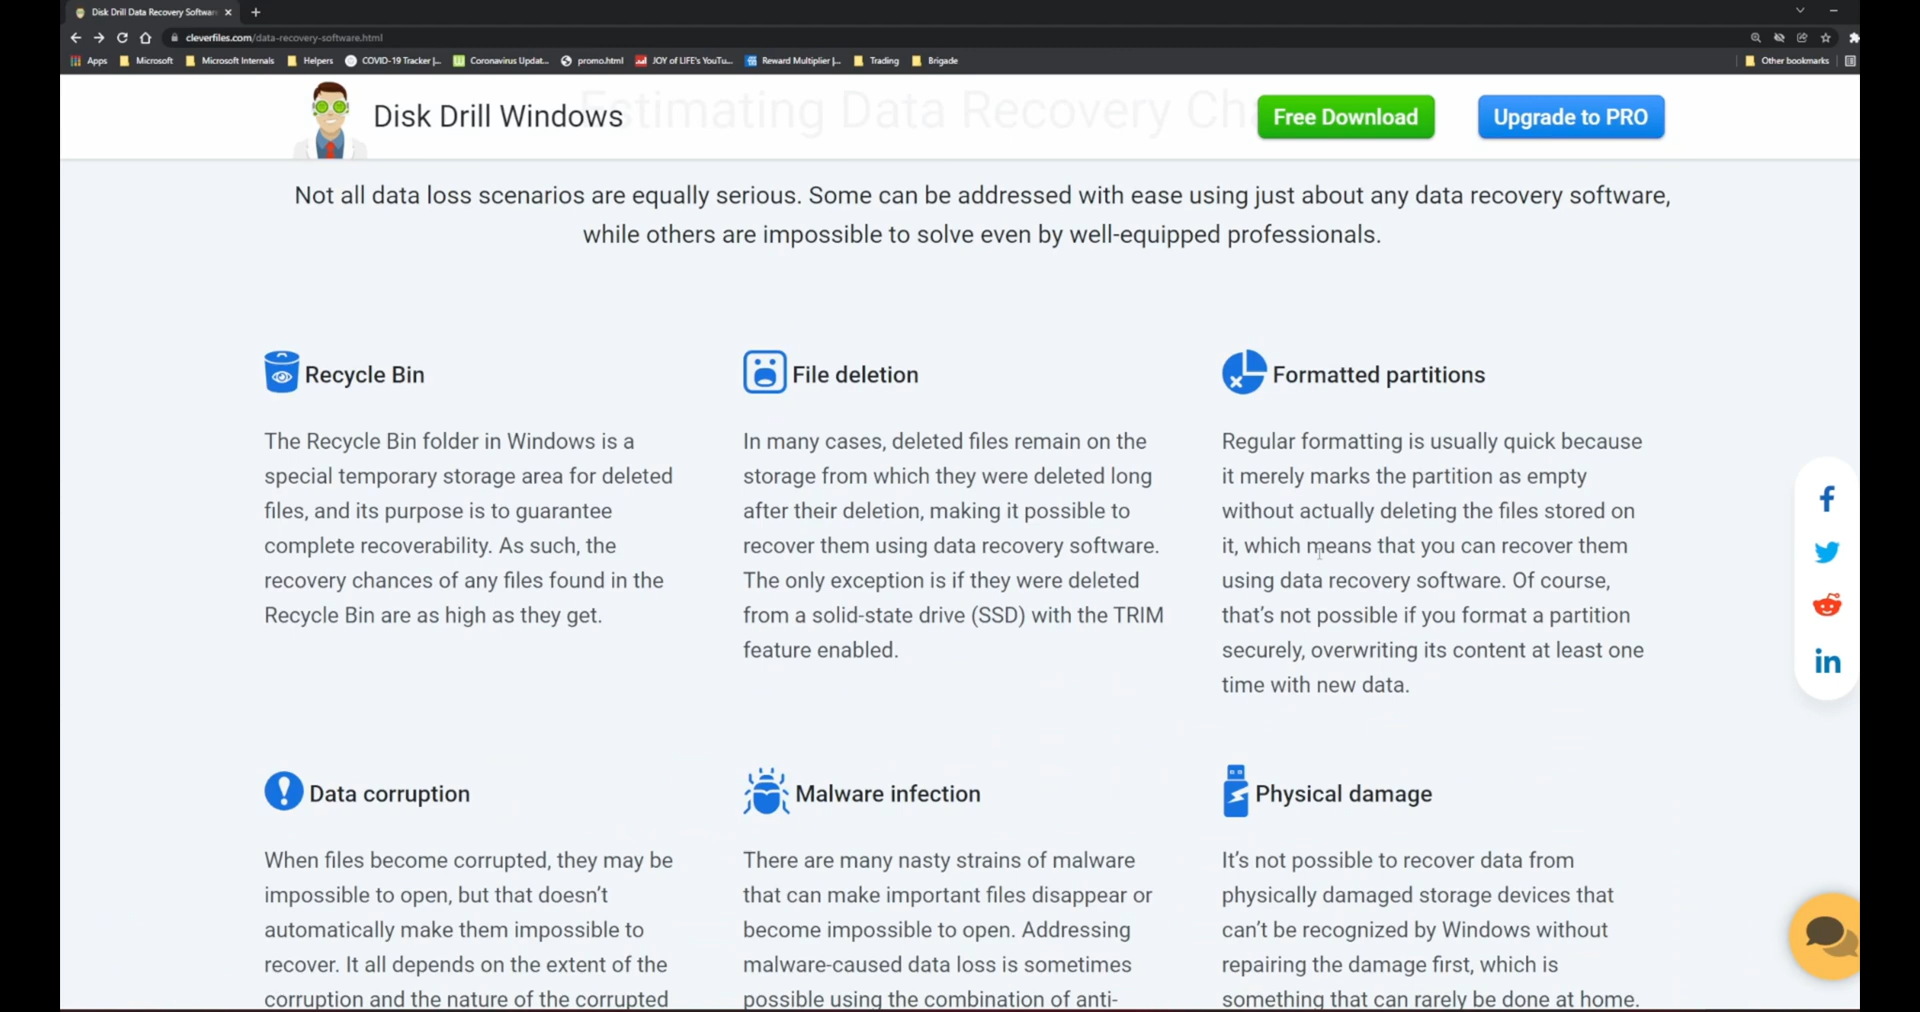 Disk Drill Data Recovery Softwar
cleverfiles.com/data-recovery-software.html
Apps Microsoft Microsoft Internals Helpers COVID-19 Tracker |... Coronavirus Updat... promo.html JOY of LIFE's YouTu... Reward Multiplier |... Trading Brigade Other bookmarks
Estimating Data Recovery Cha
Disk Drill Windows
Free Download
Upgrade to PRO
Not all data loss scenarios are equally serious. Some can be addressed with ease using just about any data recovery software,
while others are impossible to solve even by well-equipped professionals.
Recycle Bin
The Recycle Bin folder in Windows is a
special temporary storage area for deleted
files, and its purpose is to guarantee
complete recoverability. As such, the
recovery chances of any files found in the
Recycle Bin are as high as they get.
File deletion
In many cases, deleted files remain on the
storage from which they were deleted long
after their deletion, making it possible to
recover them using data recovery software.
The only exception is if they were deleted
from a solid-state drive (SSD) with the TRIM
feature enabled.
Formatted partitions
Regular formatting is usually quick because
it merely marks the partition as empty
without actually deleting the files stored on
it, which means that you can recover them
using data recovery software. Of course,
that's not possible if you format a partition
securely, overwriting its content at least one
time with new data.
Data corruption
When files become corrupted, they may be
impossible to open, but that doesn't
automatically make them impossible to
recover. It all depends on the extent of the
corruption and the nature of the corrupted
Malware infection
There are many nasty strains of malware
that can make important files disappear or
become impossible to open. Addressing
malware-caused data loss is sometimes
possible using the combination of anti-
Physical damage
It's not possible to recover data from
physically damaged storage devices that
can't be recognized by Windows without
repairing the damage first, which is
something that can rarely be done at home.